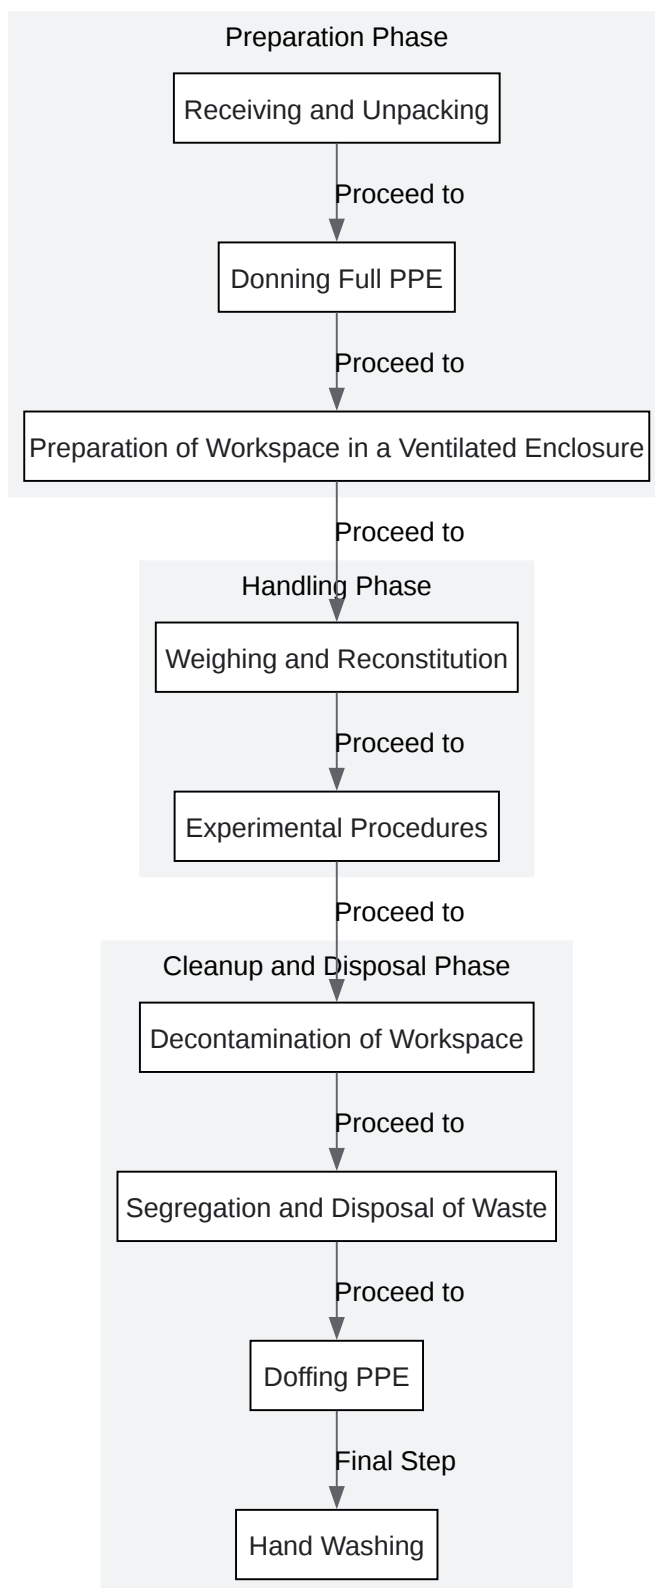 Preparation Phase
Receiving and Unpacking
Proceed to
Donning Full PPE
Proceed to
Preparation of Workspace in a Ventilated Enclosure
Proceed to
Handling Phase
Weighing and Reconstitution
Proceed to
Experimental Procedures
Proceed to
Cleanup and Disposal Phase
Decontamination of Workspace
Proceed to
Segregation and Disposal of Waste
Proceed to
Doffing PPE
Final Step
Hand Washing